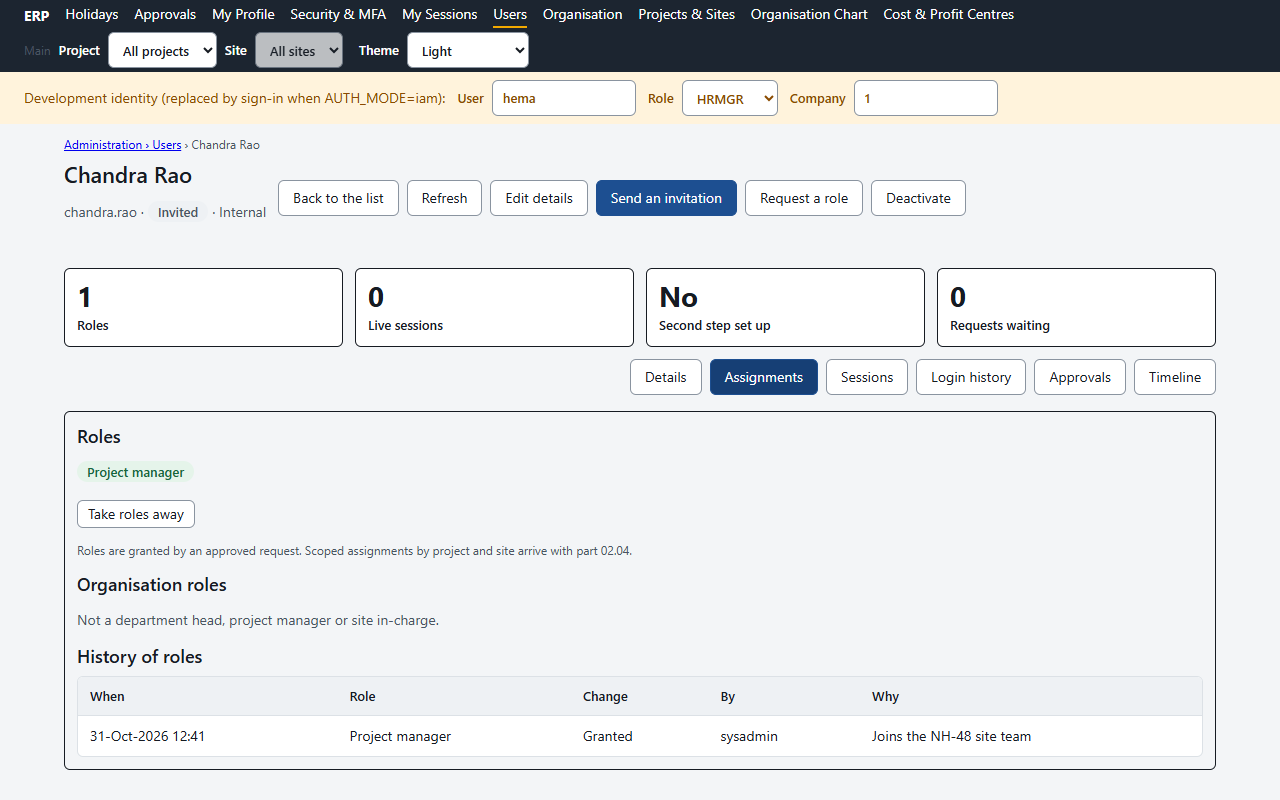 ERP Holidays Approvals My Profile Security & MFA My Sessions Users Organisation Projects & Sites Organisation Chart Cost & Profit Centres
Main Project All projects Site All sites Theme Light
Development identity (replaced by sign-in when AUTH_MODE=iam): User hema Role HRMGR Company 1
Administration › Users › Chandra Rao
Chandra Rao
chandra.rao · Invited · Internal
Back to the list Refresh Edit details Send an invitation Request a role Deactivate
1 0 No 0
Roles Live sessions Second step set up Requests waiting
Details Assignments Sessions Login history Approvals Timeline
Roles
Project manager
Take roles away
Roles are granted by an approved request. Scoped assignments by project and site arrive with part 02.04.
Organisation roles
Not a department head, project manager or site in-charge.
History of roles
When Role Change By Why
31-Oct-2026 12:41 Project manager Granted sysadmin Joins the NH-48 site team